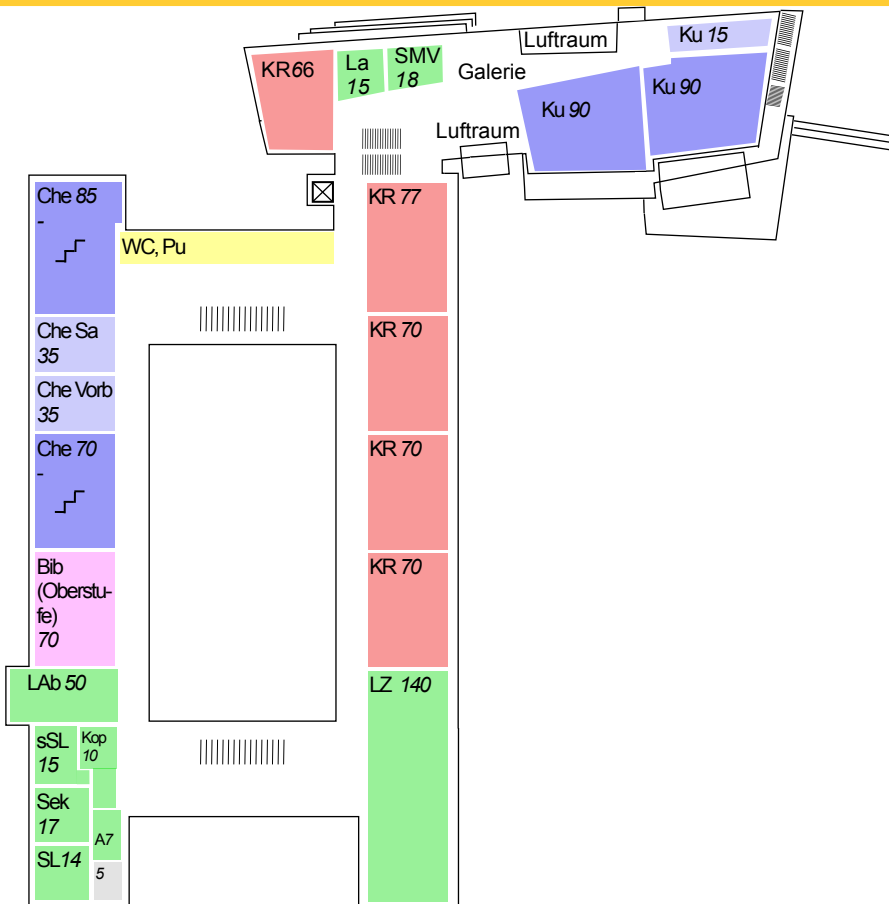 Luftraum
Ku 15
KR66
La
15
SMV
18
Galerie
Ku 90
Ku 90
Luftraum
Che 85
-
KR 77
WC, Pu
Che Sa
35
KR 70
Che Vorb
35
Che 70
-
KR 70
Bib
(Oberstu-
fe)
70
KR 70
LAb 50
LZ 140
sSL
15
Kop
10
Sek
17
A7
SL14
5